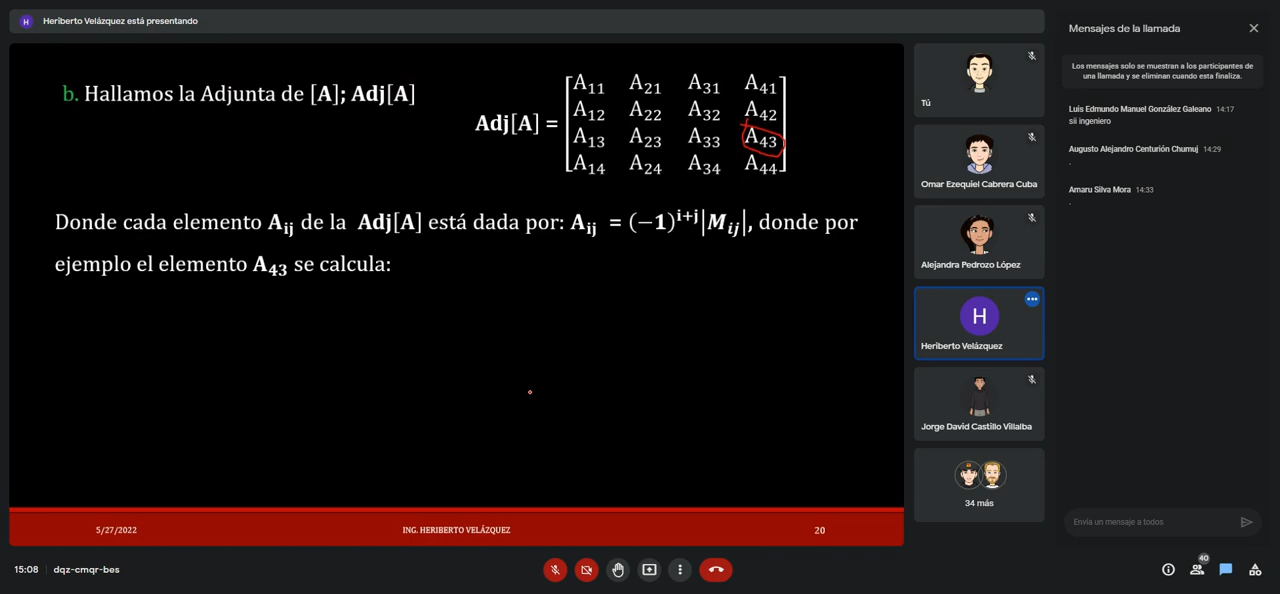 H Heriberto Velázquez está presentando
b. Hallamos la Adjunta de [A]; Adj[A]
Adj[A] =
A11 A21 A31 A41
A12 A22 A32 A42
A13 A23 A33 A43
A14 A24 A34 A44
Donde cada elemento Aij de la Adj[A] está dada por: Aij = (−1)^i+j |Mij|, donde por
ejemplo el elemento A43 se calcula:
5/27/2022 ING. HERIBERTO VELÁZQUEZ 20
Tú
Omar Ezequiel Cabrera Cuba
Alejandra Pedrozo López
H
Heriberto Velázquez
Jorge David Castillo Villalba
34 más
Mensajes de la llamada
Los mensajes solo se muestran a los participantes de
una llamada y se eliminan cuando esta finaliza.
Luis Edmundo Manuel González Galeano 14:17
sii ingeniero
Augusto Alejandro Centurión Chumuj 14:29
.
Amaru Silva Mora 14:33
.
Envía un mensaje a todos
15:08 dqz-cmqr-bes
40